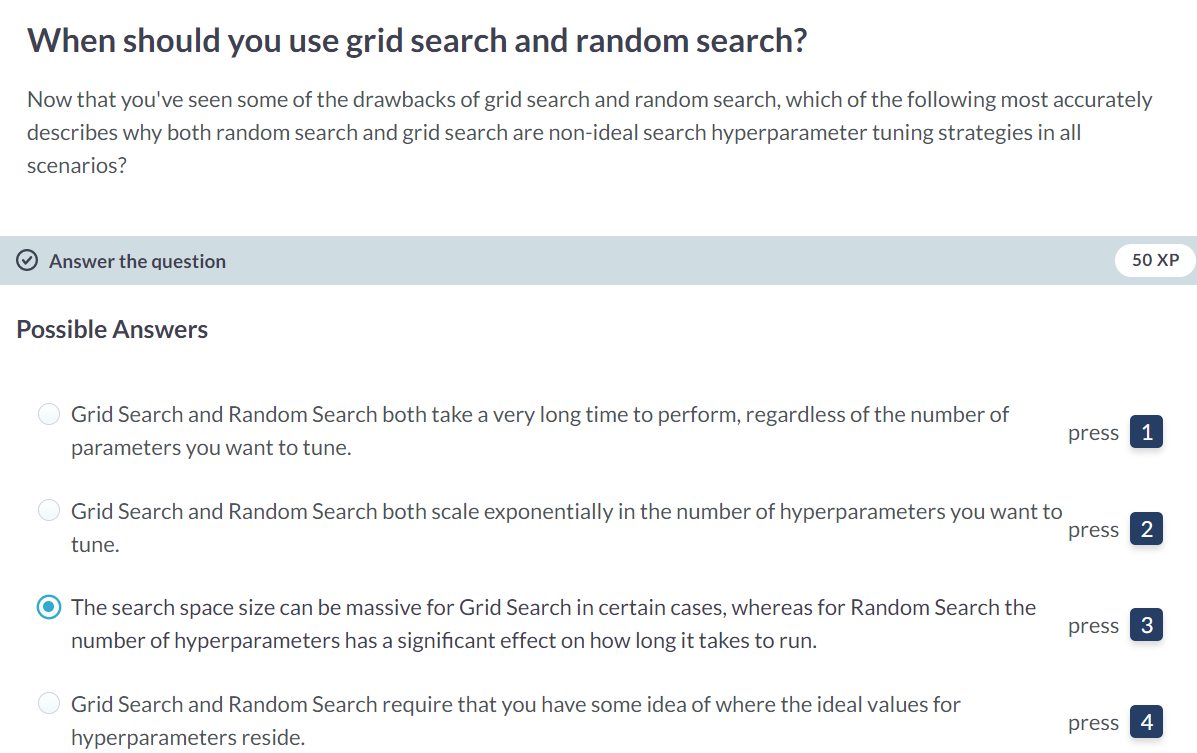 When should you use grid search and random search?
Now that you've seen some of the drawbacks of grid search and random search, which of the following most accurately
describes why both random search and grid search are non-ideal search hyperparameter tuning strategies in all
scenarios?
Answer the question
50 XP
Possible Answers
Grid Search and Random Search both take a very long time to perform, regardless of the number of
parameters you want to tune.
press 1
Grid Search and Random Search both scale exponentially in the number of hyperparameters you want to
tune.
press 2
The search space size can be massive for Grid Search in certain cases, whereas for Random Search the
number of hyperparameters has a significant effect on how long it takes to run.
press 3
Grid Search and Random Search require that you have some idea of where the ideal values for
hyperparameters reside.
press 4